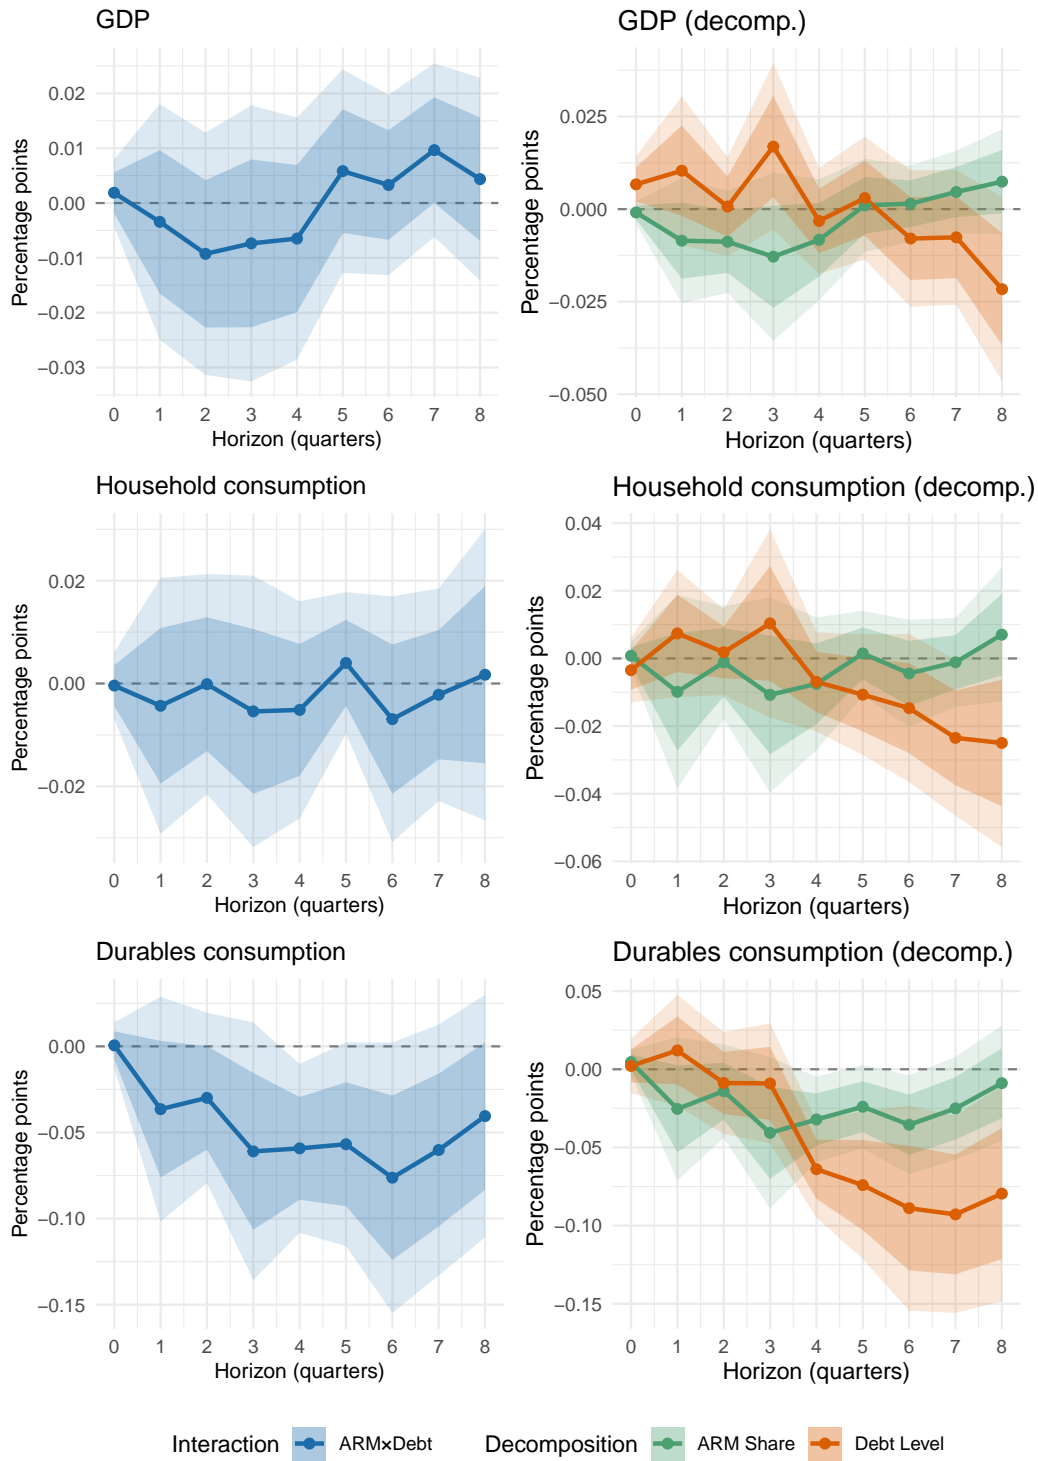 GDP
GDP (decomp.)
Percentage points
0.02
0.01
0.00
−0.01
−0.02
−0.03
0 1 2 3 4 5 6 7 8
Horizon (quarters)
Percentage points
0.025
0.000
−0.025
−0.050
0 1 2 3 4 5 6 7 8
Horizon (quarters)
Household consumption
Household consumption (decomp.)
Percentage points
0.02
0.00
−0.02
0 1 2 3 4 5 6 7 8
Horizon (quarters)
Percentage points
0.04
0.02
0.00
−0.02
−0.04
−0.06
0 1 2 3 4 5 6 7 8
Horizon (quarters)
Durables consumption
Durables consumption (decomp.)
Percentage points
0.00
−0.05
−0.10
−0.15
0 1 2 3 4 5 6 7 8
Horizon (quarters)
Percentage points
0.05
0.00
−0.05
−0.10
−0.15
0 1 2 3 4 5 6 7 8
Horizon (quarters)
Interaction ARM×Debt Decomposition ARM Share Debt Level